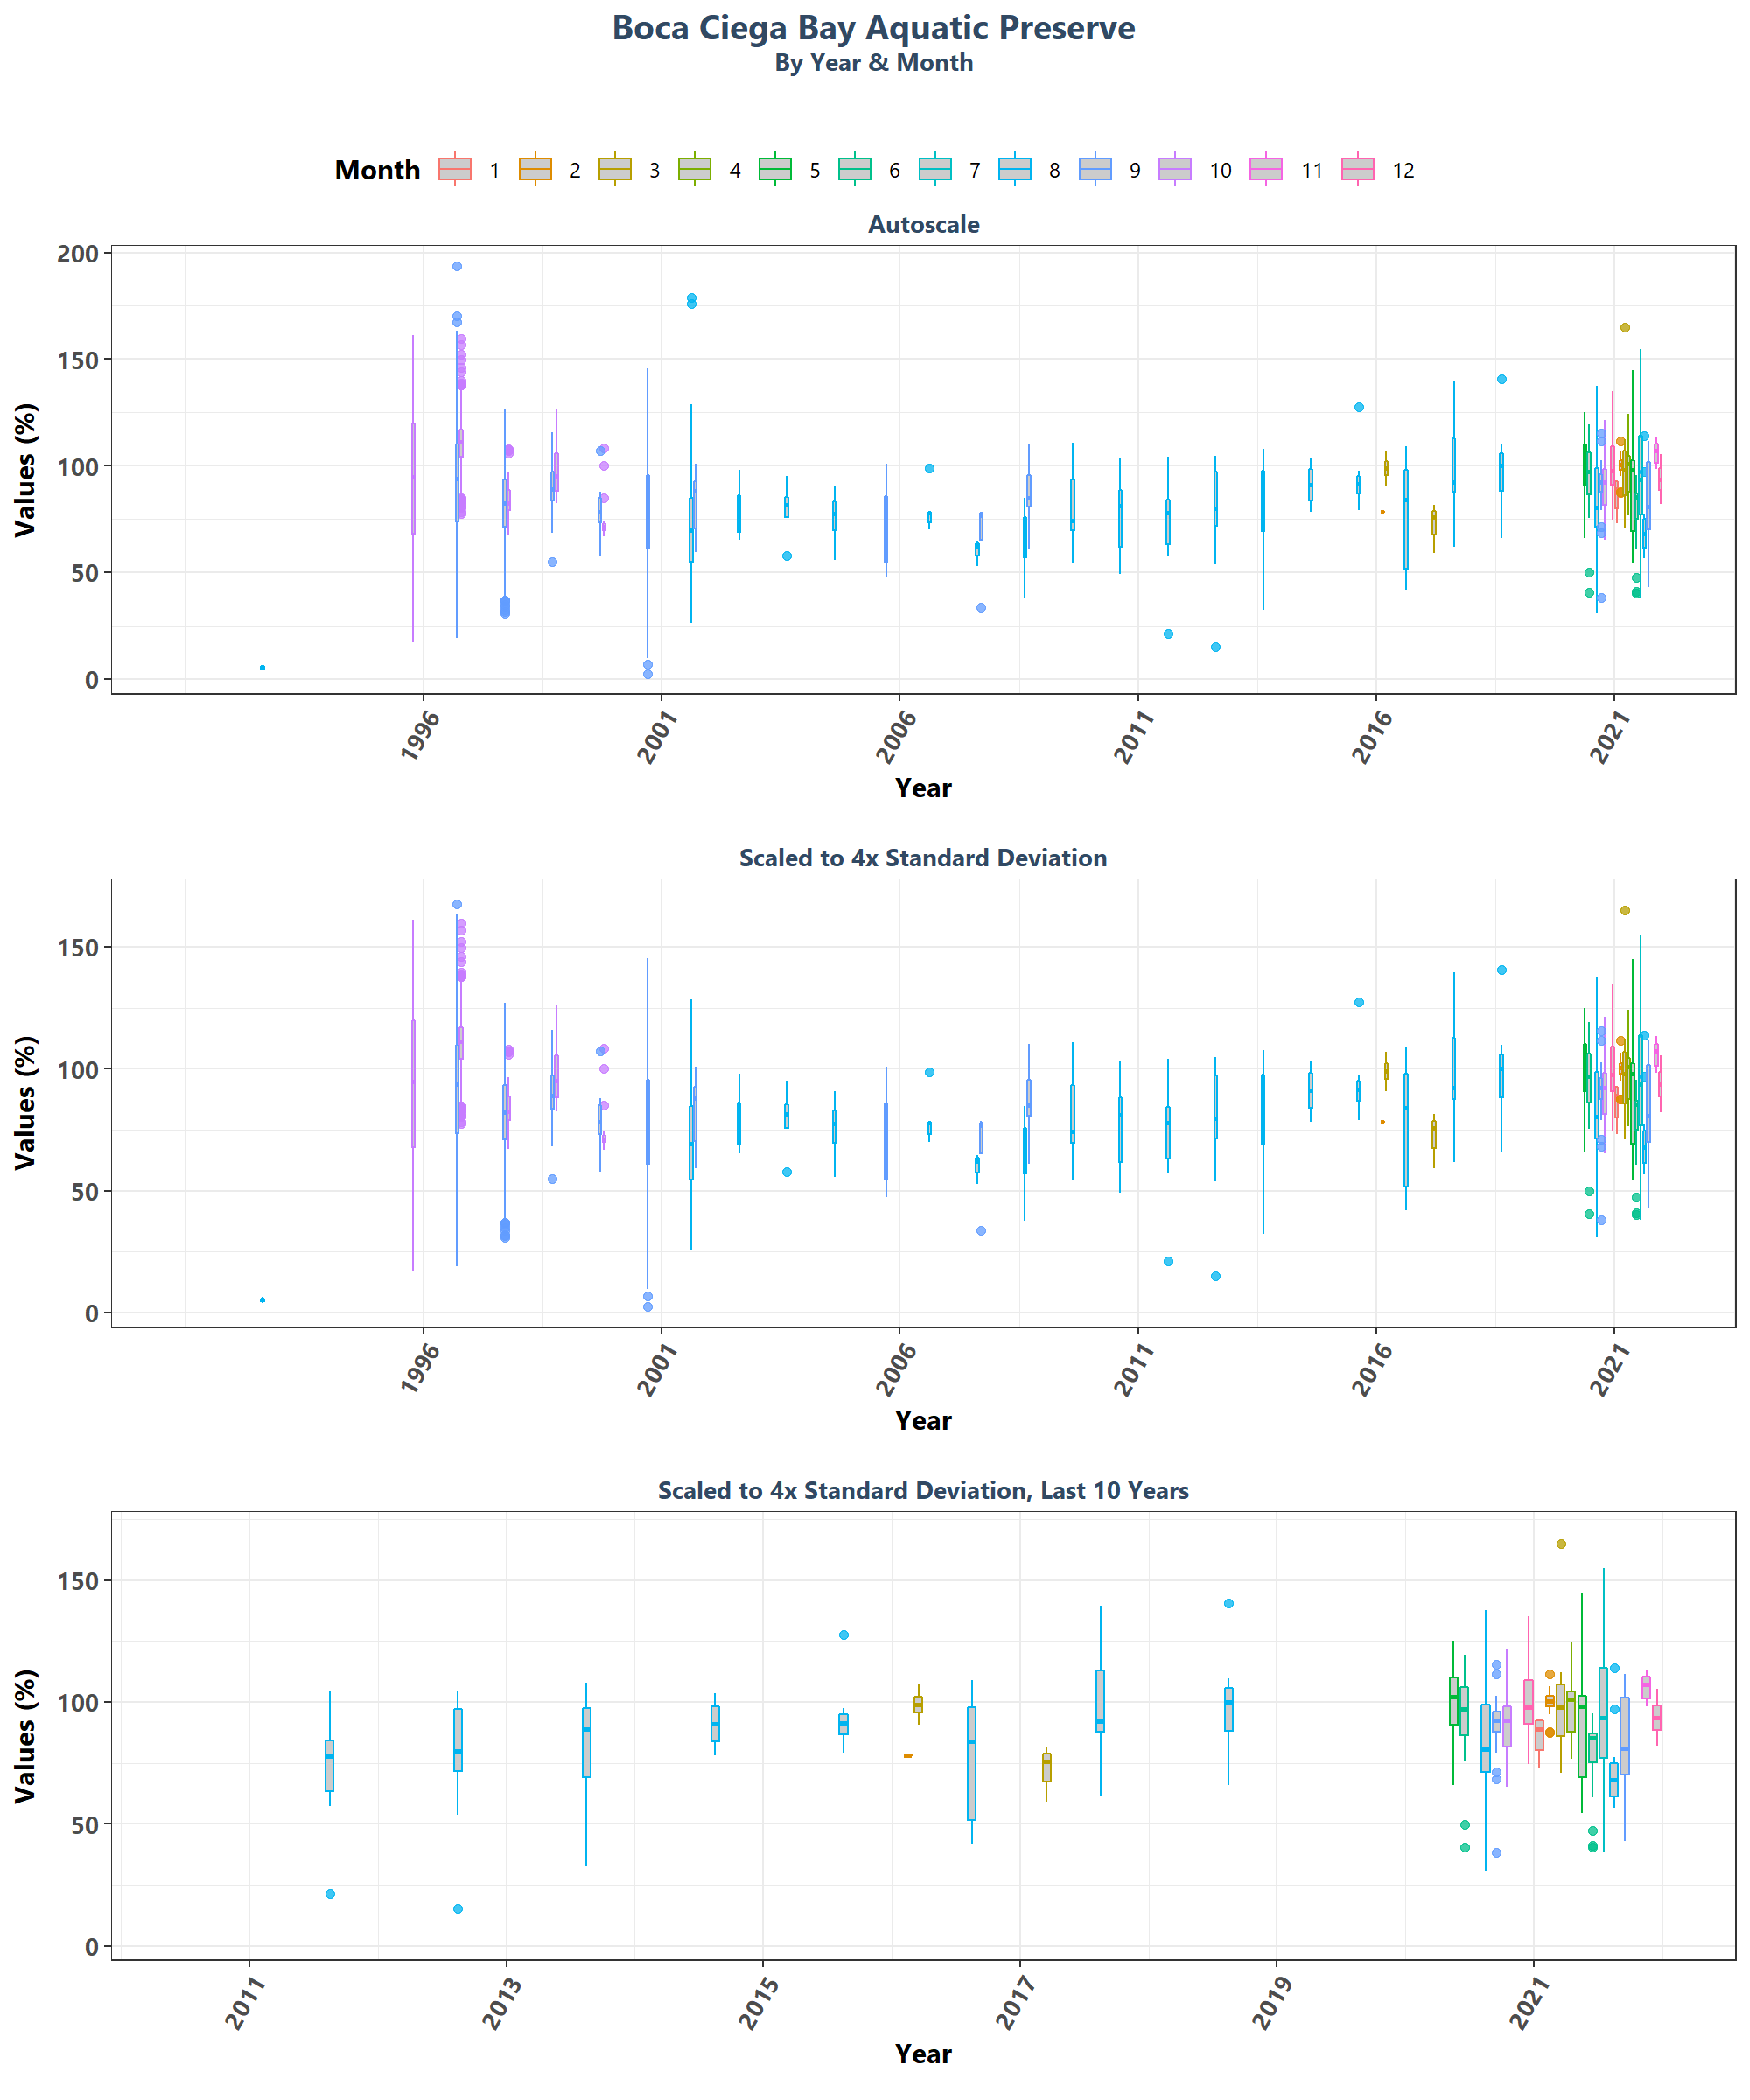 Boca Ciega Bay Aquatic Preserve
By Year & Month
Month 1 2 3 4 5 6 7 8 9 10 11 12
Autoscale
Values (%)
200
150
100
50
0
1996 2001 2006 2011 2016 2021
Year
Scaled to 4x Standard Deviation
Values (%)
150
100
50
0
1996 2001 2006 2011 2016 2021
Year
Scaled to 4x Standard Deviation, Last 10 Years
Values (%)
150
100
50
0
2011 2013 2015 2017 2019 2021
Year